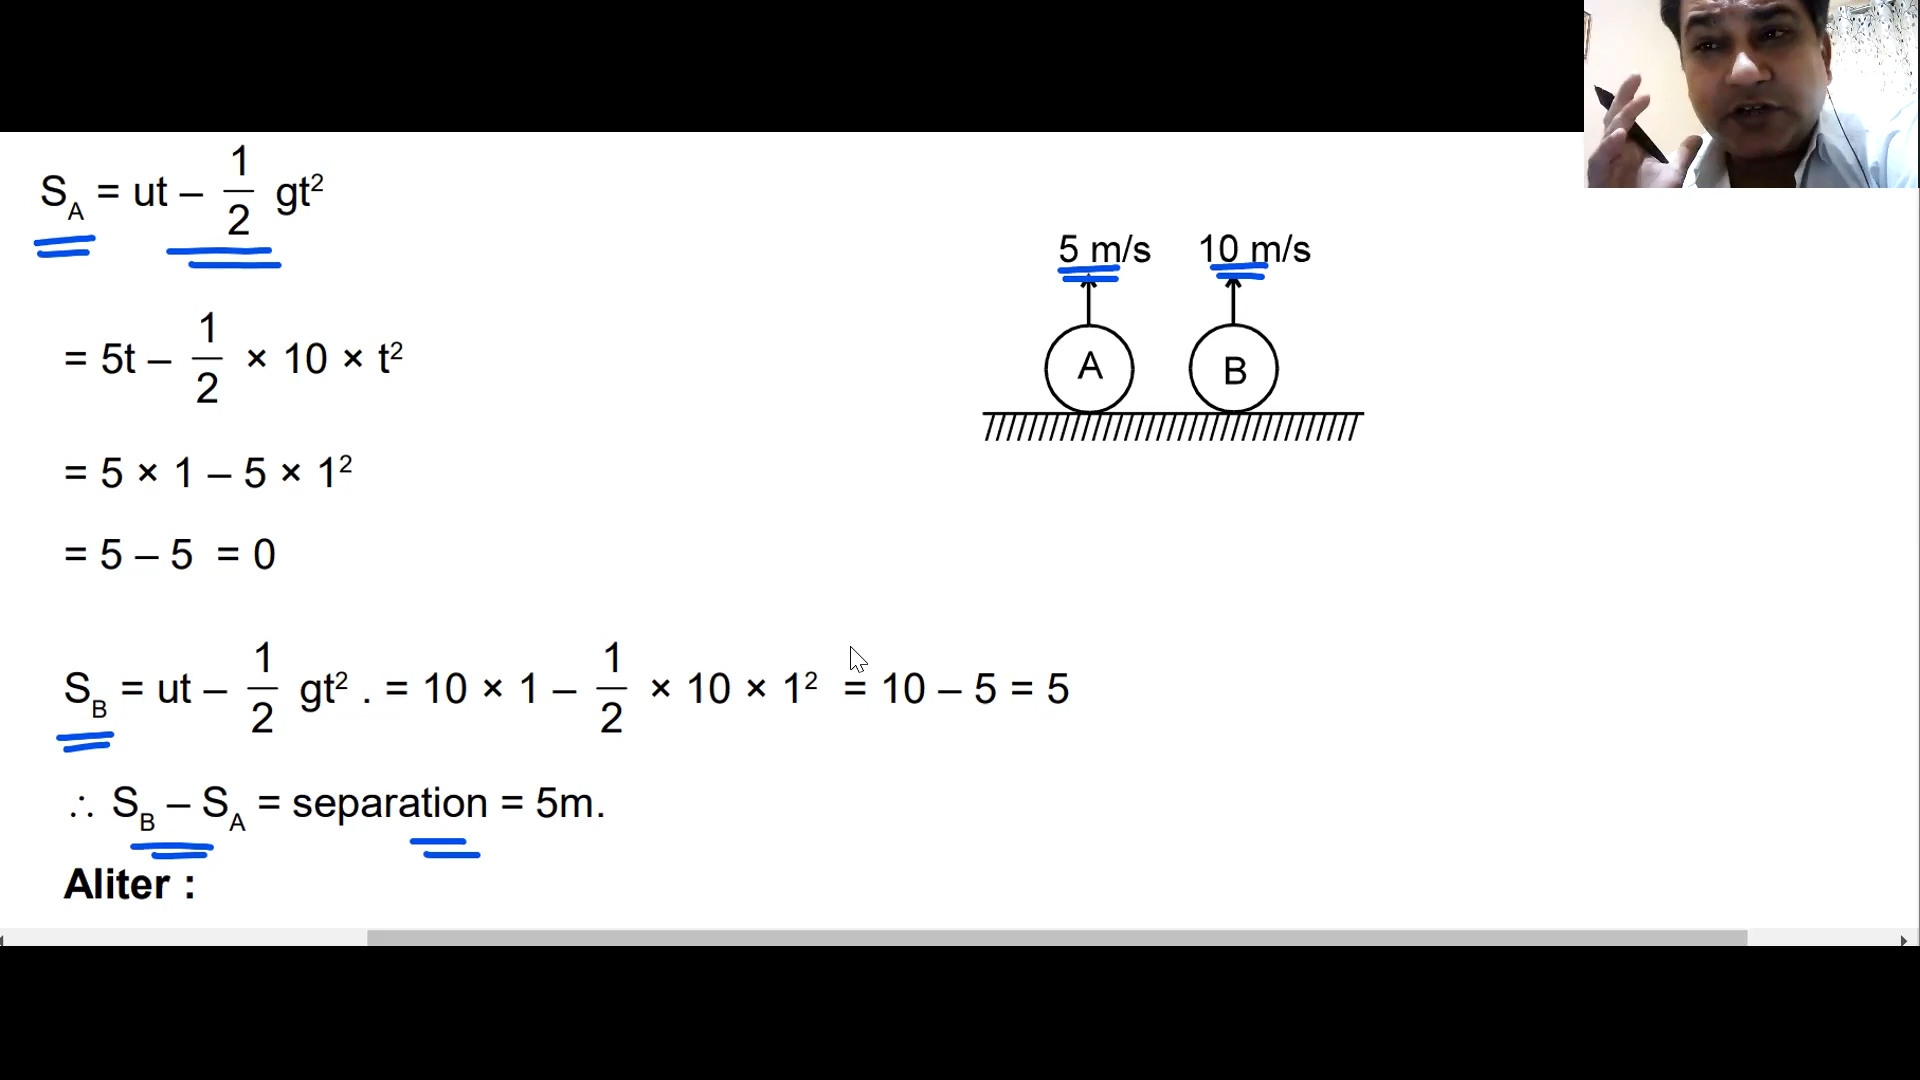 S_A = ut – 1/2 gt²
= 5t – 1/2 × 10 × t²
= 5 × 1 – 5 × 1²
= 5 – 5 = 0
5 m/s 10 m/s
A B
S_B = ut – 1/2 gt² . = 10 × 1 – 1/2 × 10 × 1² = 10 – 5 = 5
∴ S_B – S_A = separation = 5m.
Aliter :